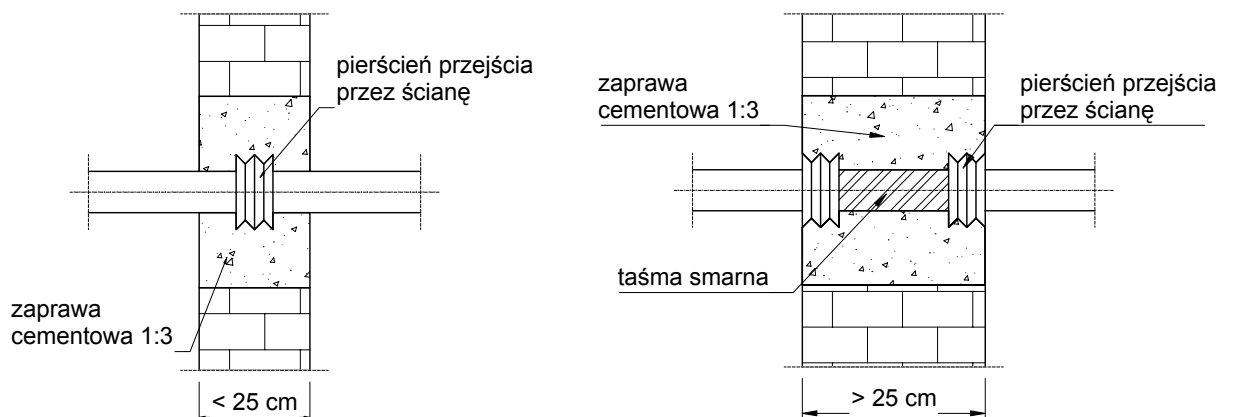 pierścień przejścia
przez ścianę
zaprawa
cementowa 1:3
< 25 cm
zaprawa
cementowa 1:3
pierścień przejścia
przez ścianę
taśma smarna
> 25 cm